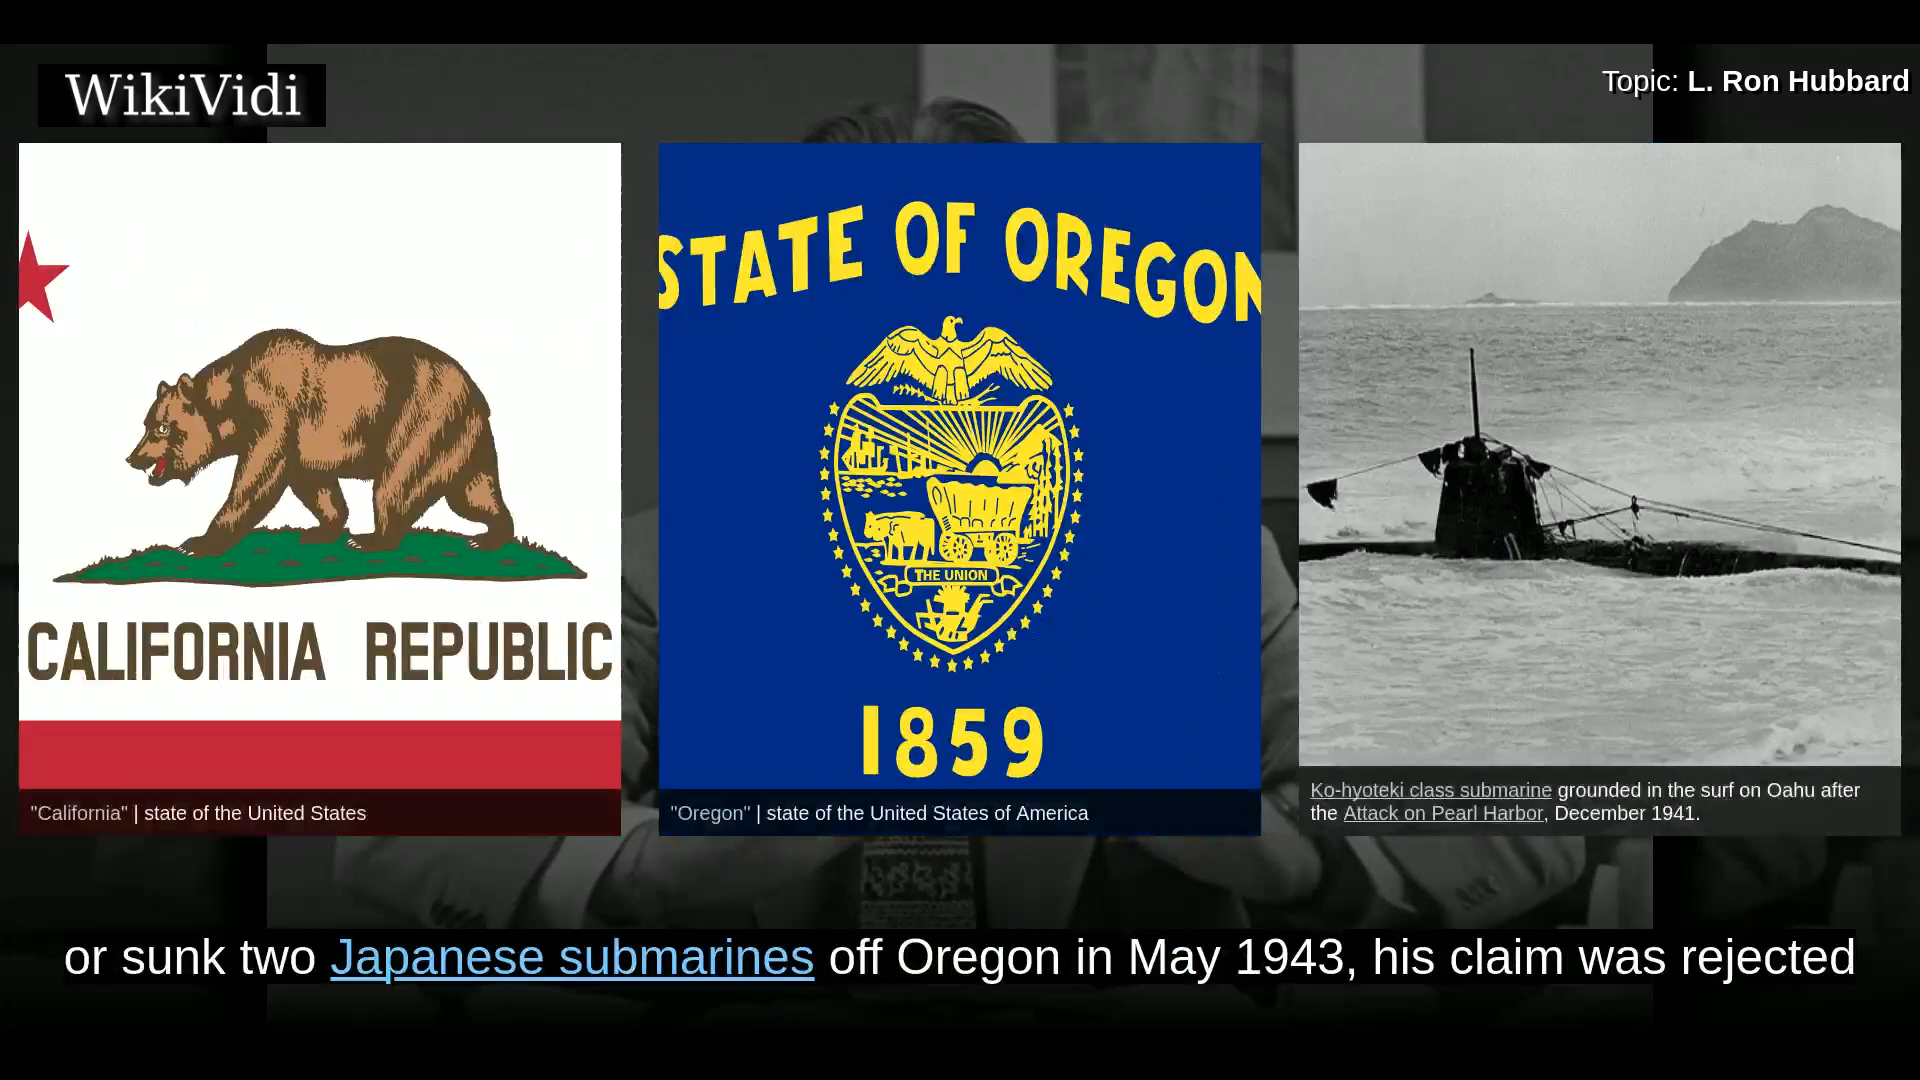 WikiVidi
Topic: L. Ron Hubbard
CALIFORNIA REPUBLIC
"California" | state of the United States
STATE OF OREGON
THE UNION
1859
"Oregon" | state of the United States of America
Ko-hyoteki class submarine grounded in the surf on Oahu after
the Attack on Pearl Harbor, December 1941.
or sunk two Japanese submarines off Oregon in May 1943, his claim was rejected